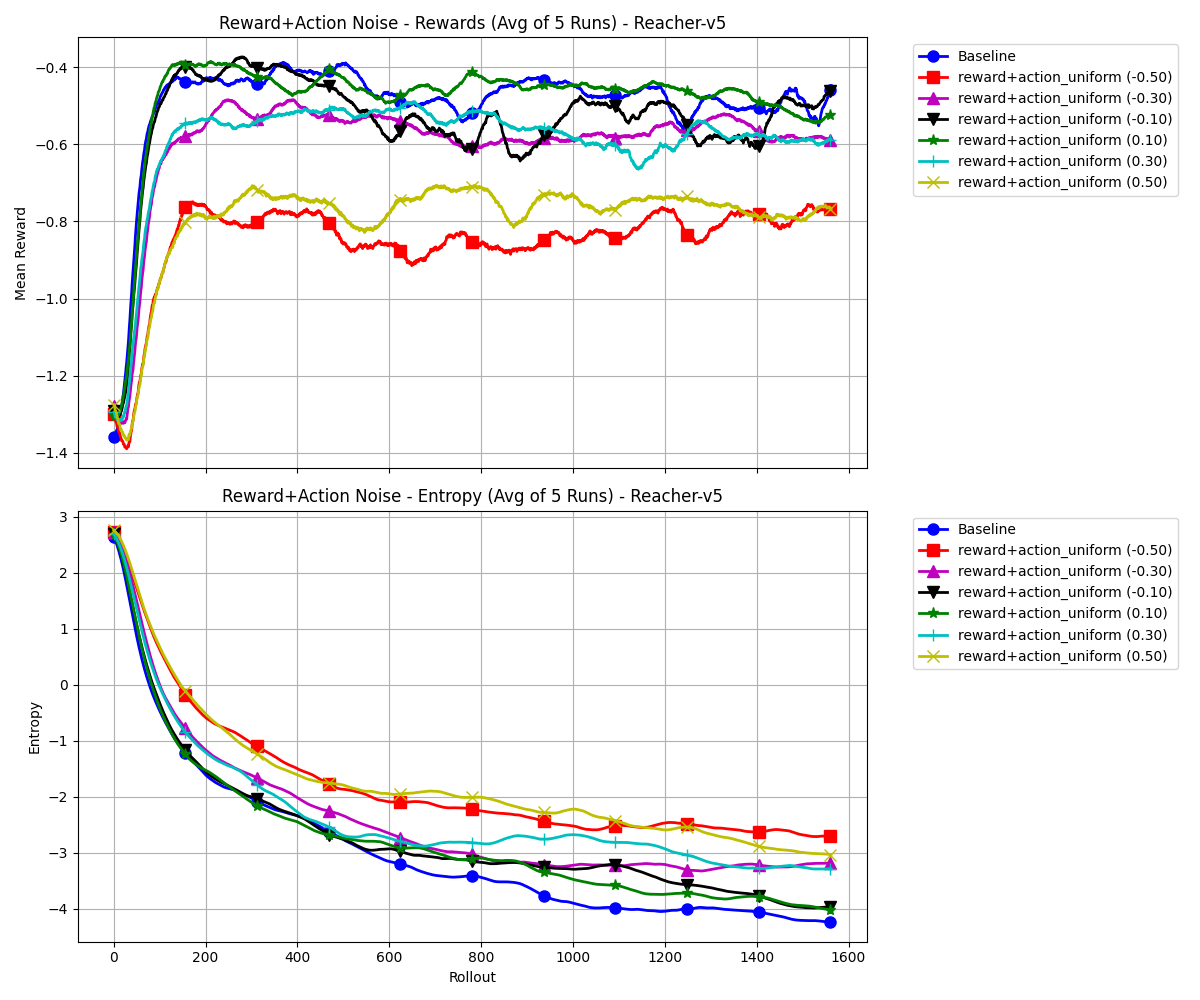 Reward+Action Noise - Rewards (Avg of 5 Runs) - Reacher-v5
−0.4
−0.6
−0.8
−1.0
−1.2
−1.4
Mean Reward
Baseline
reward+action_uniform (-0.50)
reward+action_uniform (-0.30)
reward+action_uniform (-0.10)
reward+action_uniform (0.10)
reward+action_uniform (0.30)
reward+action_uniform (0.50)
Reward+Action Noise - Entropy (Avg of 5 Runs) - Reacher-v5
3
2
1
0
−1
−2
−3
−4
Entropy
0 200 400 600 800 1000 1200 1400 1600
Rollout
Baseline
reward+action_uniform (-0.50)
reward+action_uniform (-0.30)
reward+action_uniform (-0.10)
reward+action_uniform (0.10)
reward+action_uniform (0.30)
reward+action_uniform (0.50)